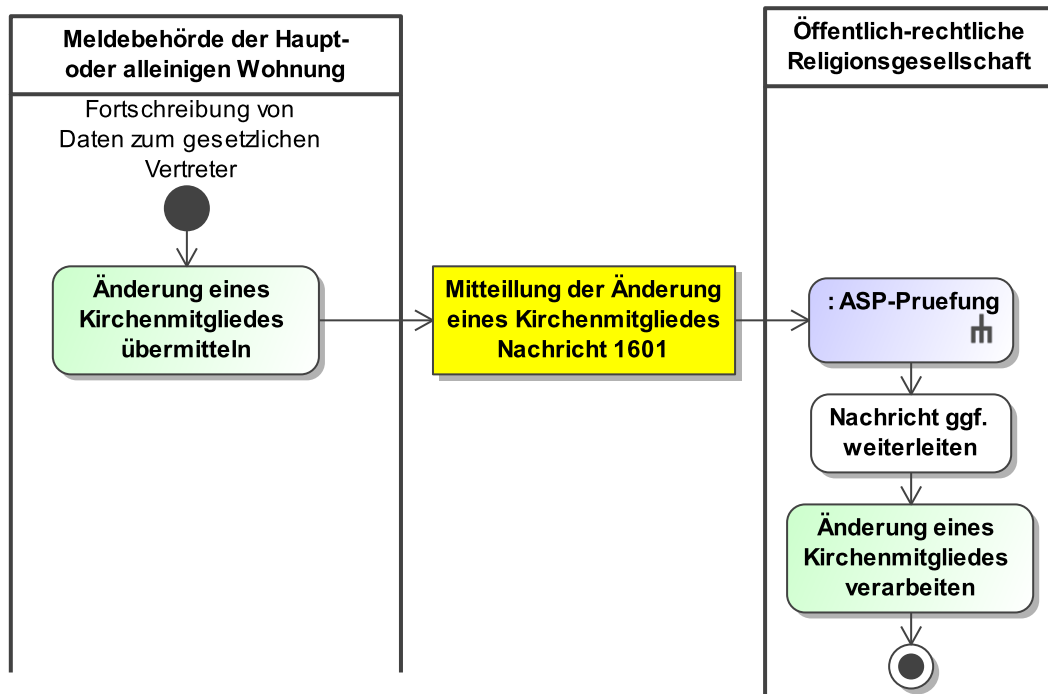 Meldebehörde der Haupt-
oder alleinigen Wohnung
Fortschreibung von
Daten zum gesetzlichen
Vertreter
Änderung eines
Kirchenmitgliedes
übermitteln
Mitteillung der Änderung
eines Kirchenmitgliedes
Nachricht 1601
Öffentlich-rechtliche
Religionsgesellschaft
: ASP-Pruefung
Nachricht ggf.
weiterleiten
Änderung eines
Kirchenmitgliedes
verarbeiten